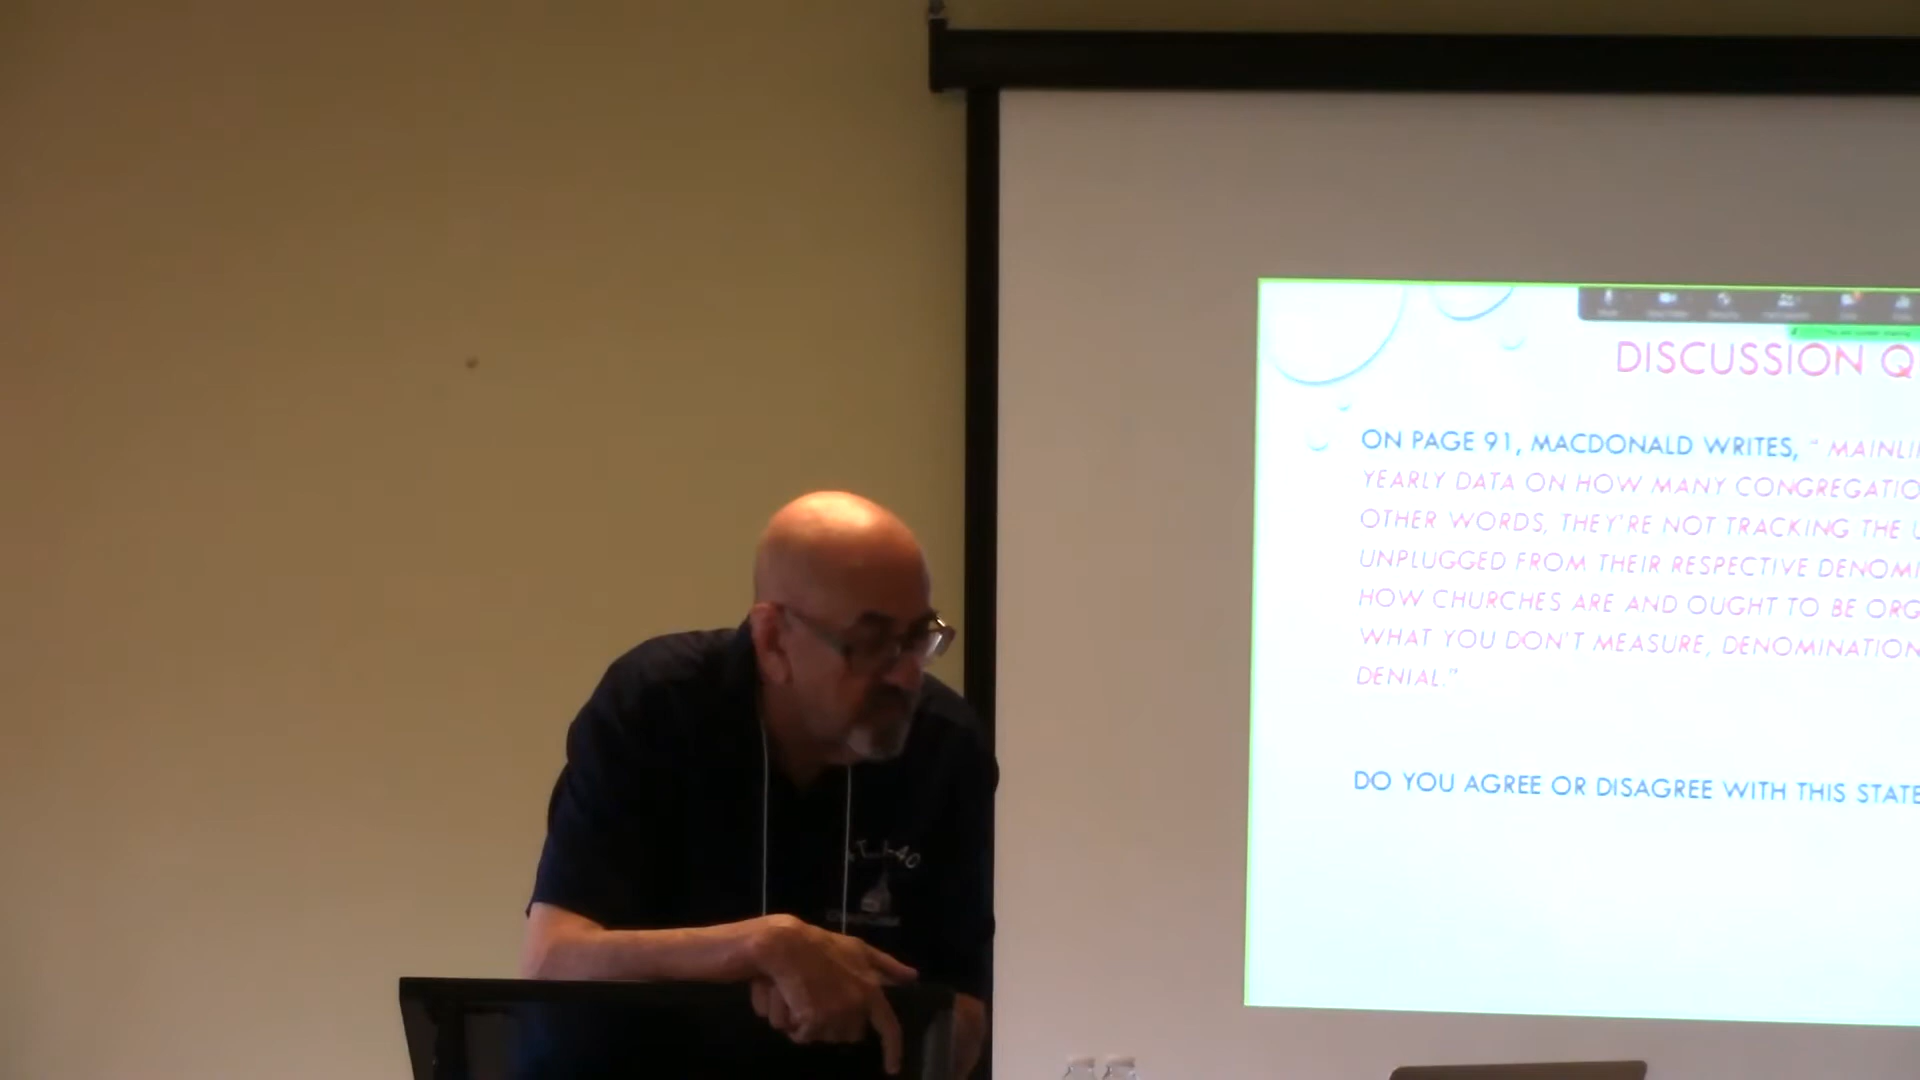 DISCUSSION Q
ON PAGE 91, MACDONALD WRITES, " MAINLI
YEARLY DATA ON HOW MANY CONGREGATIO
OTHER WORDS, THEY'RE NOT TRACKING THE U
UNPLUGGED FROM THEIR RESPECTIVE DENOMI
HOW CHURCHES ARE AND OUGHT TO BE ORG
WHAT YOU DON'T MEASURE, DENOMINATION
DENIAL."
DO YOU AGREE OR DISAGREE WITH THIS STATE